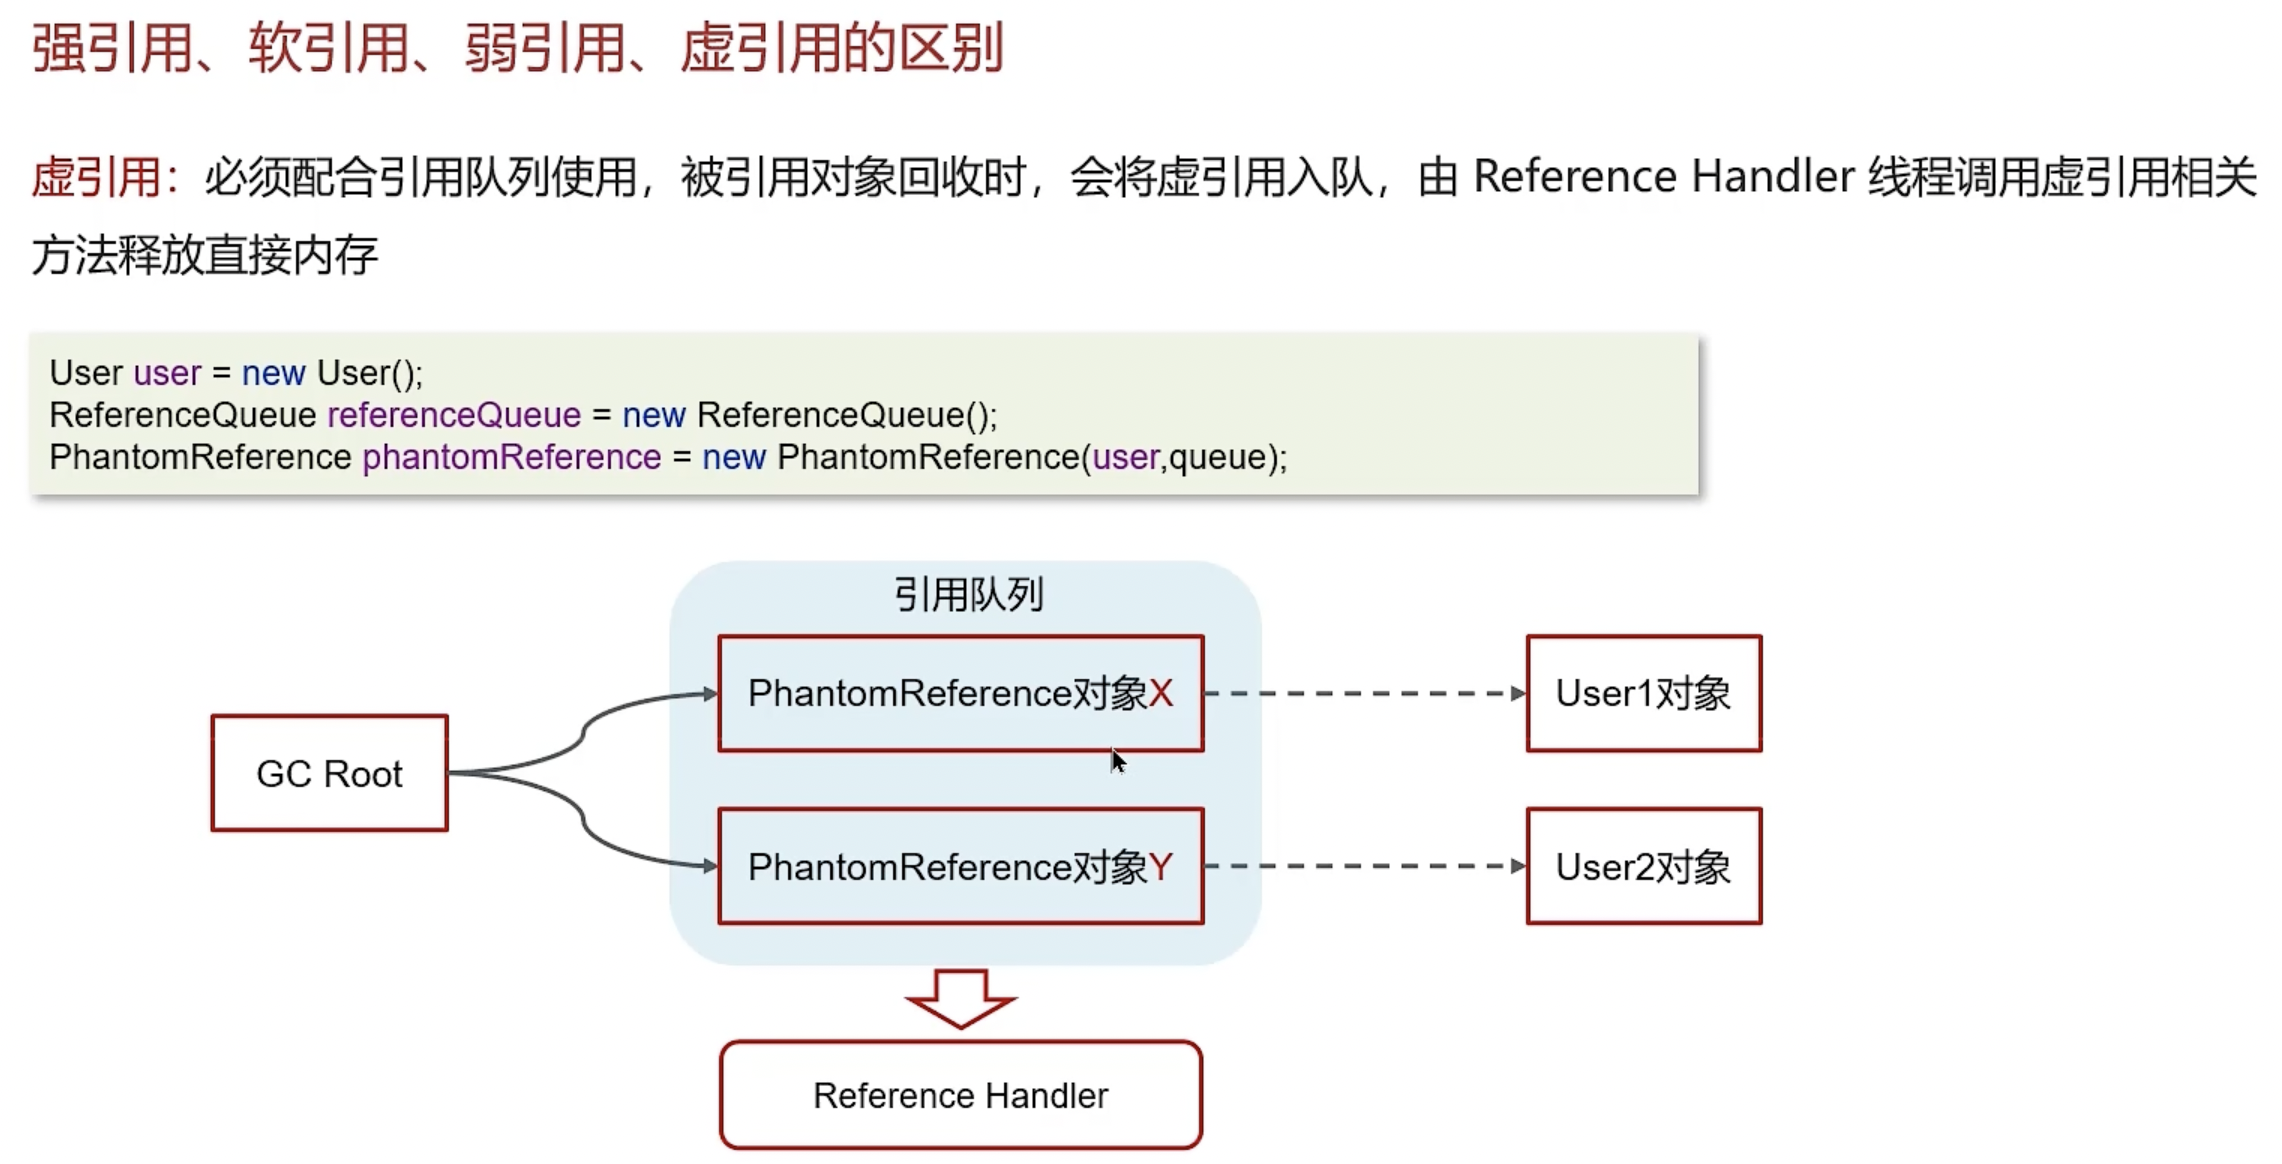 强引用、软引用、弱引用、虚引用的区别
虚引用：必须配合引用队列使用，被引用对象回收时，会将虚引用入队，由 Reference Handler 线程调用虚引用相关
方法释放直接内存
User user = new User();
ReferenceQueue referenceQueue = new ReferenceQueue();
PhantomReference phantomReference = new PhantomReference(user,queue);
引用队列
PhantomReference对象X
User1对象
GC Root
PhantomReference对象Y
User2对象
Reference Handler